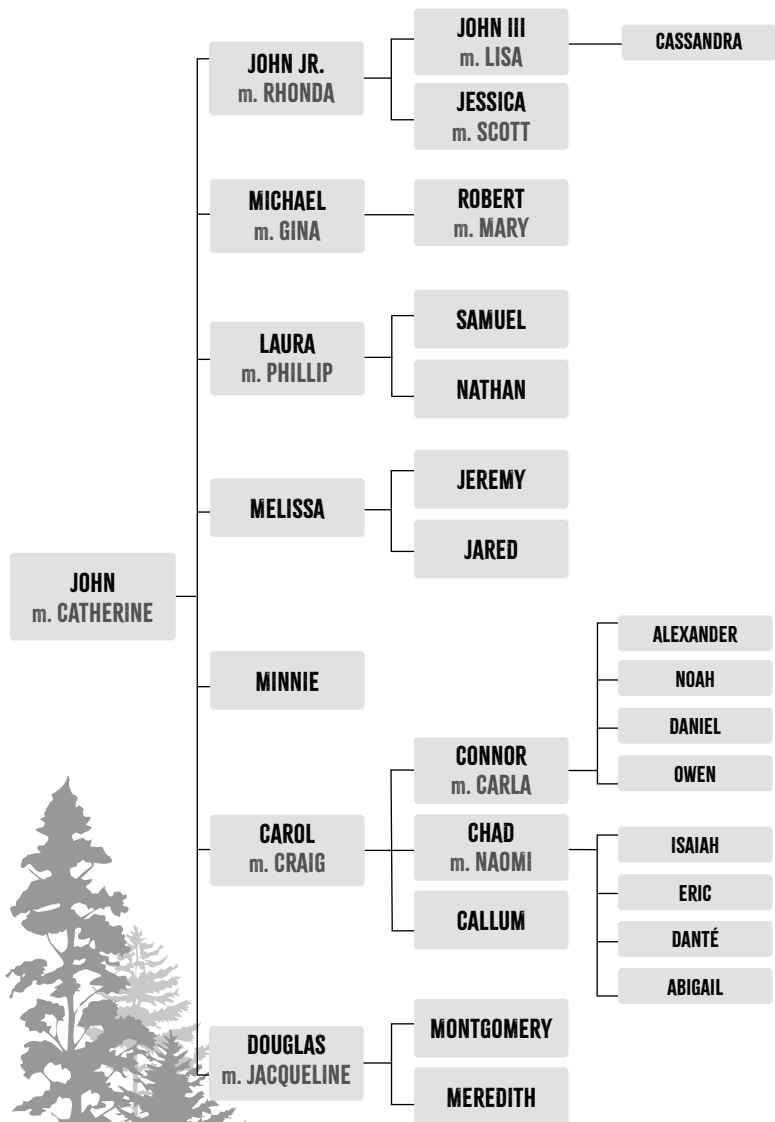 JOHN
m. CATHERINE
JOHN JR.
m. RHONDA
JOHN III
m. LISA
CASSANDRA
JESSICA
m. SCOTT
MICHAEL
m. GINA
ROBERT
m. MARY
LAURA
m. PHILLIP
SAMUEL
NATHAN
MELISSA
JEREMY
JARED
MINNIE
CAROL
m. CRAIG
CONNOR
m. CARLA
ALEXANDER
NOAH
DANIEL
OWEN
CHAD
m. NAOMI
ISAIAH
ERIC
DANTÉ
ABIGAIL
CALLUM
DOUGLAS
m. JACQUELINE
MONTGOMERY
MEREDITH